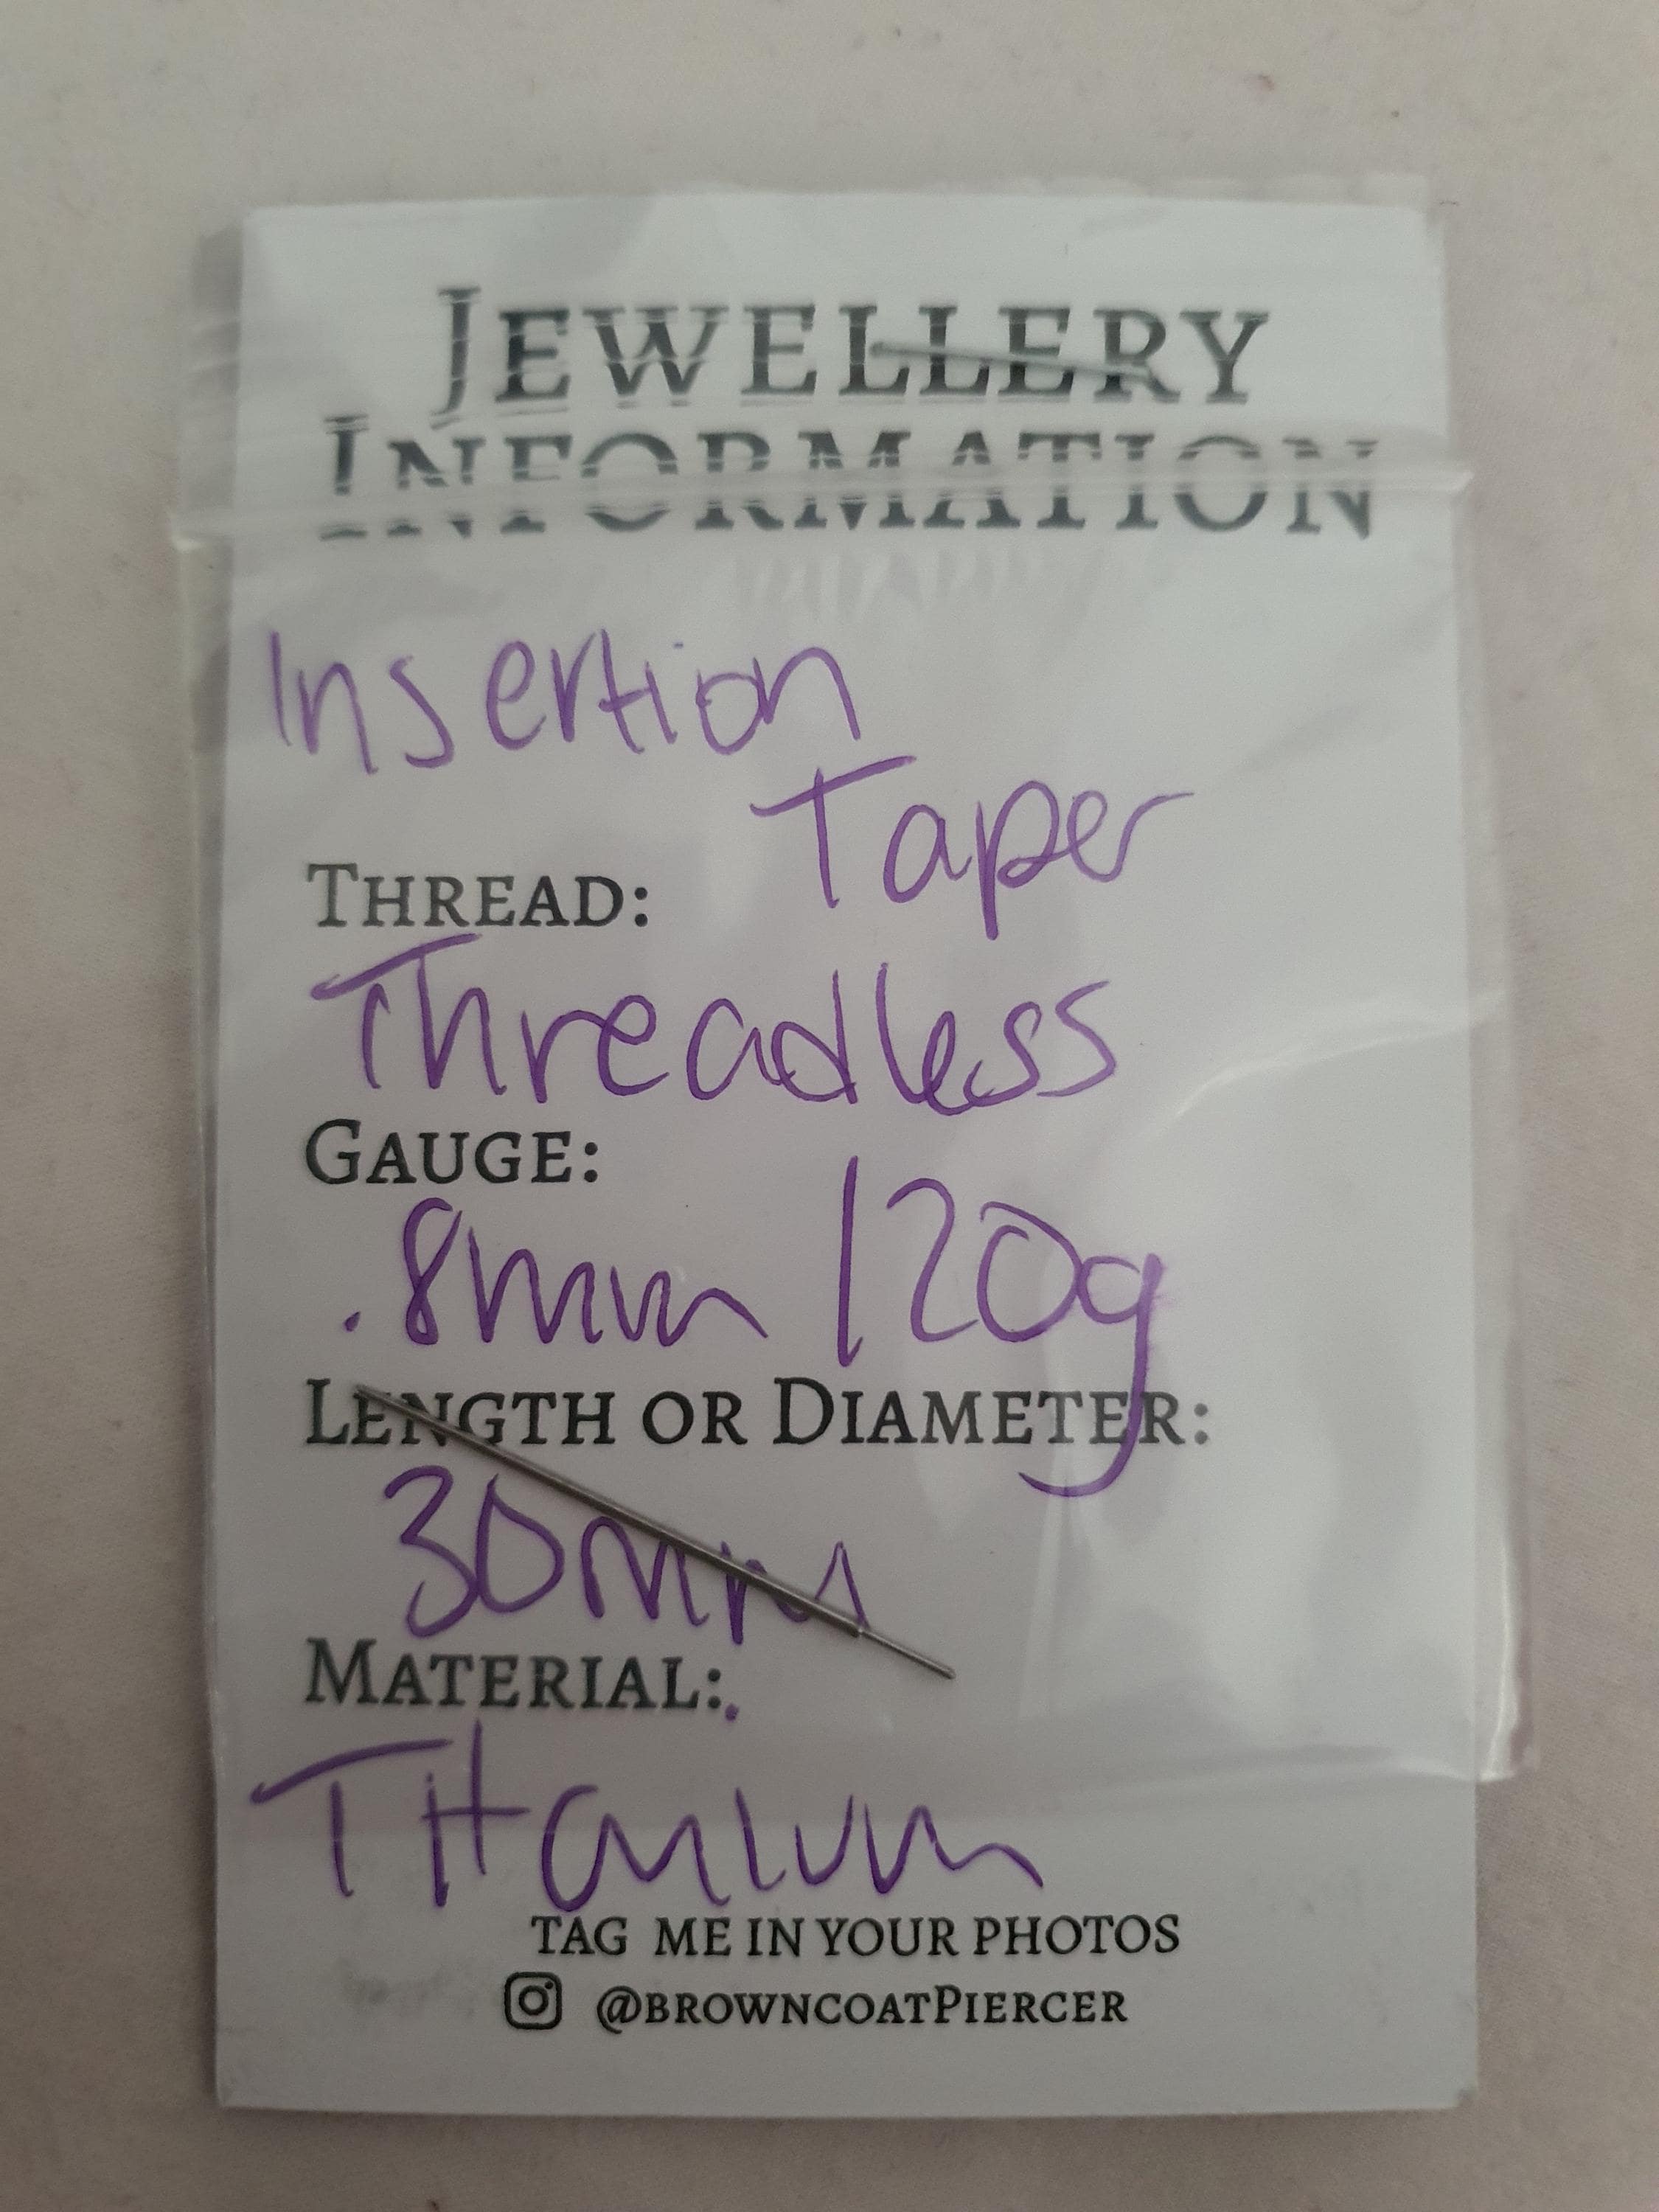 JEWELLERY
INFORMATION
Insertion
Taper
THREAD:
Threadless
GAUGE:
.8mm / 20g
LENGTH OR DIAMETER:
30mm
MATERIAL:
Titanium
TAG ME IN YOUR PHOTOS
@BROWNCOATPIERCER